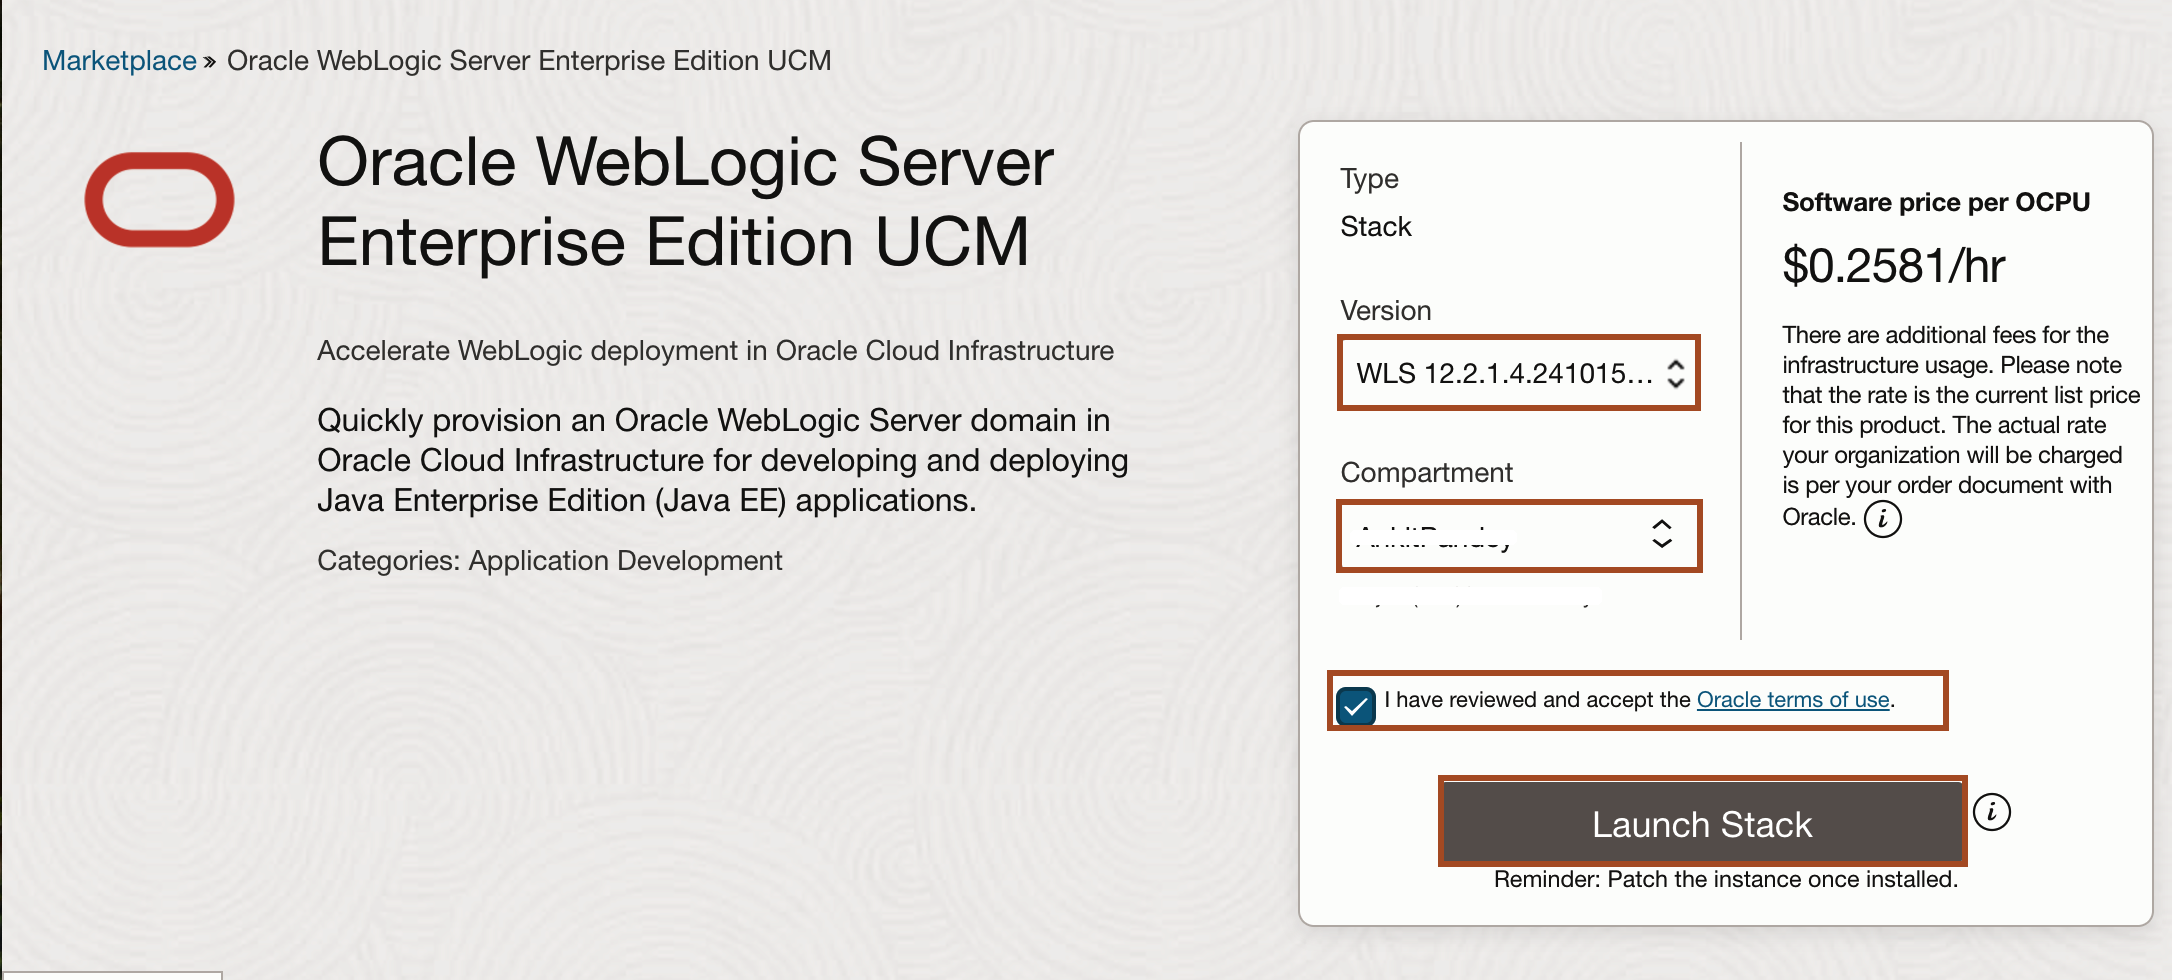 Marketplace » Oracle WebLogic Server Enterprise Edition UCM
Oracle WebLogic Server
Enterprise Edition UCM
Accelerate WebLogic deployment in Oracle Cloud Infrastructure
Quickly provision an Oracle WebLogic Server domain in
Oracle Cloud Infrastructure for developing and deploying
Java Enterprise Edition (Java EE) applications.
Categories: Application Development
Type
Stack
Version
WLS 12.2.1.4.241015...
Compartment
Software price per OCPU
$0.2581/hr
There are additional fees for the
infrastructure usage. Please note
that the rate is the current list price
for this product. The actual rate
your organization will be charged
is per your order document with
Oracle. i
I have reviewed and accept the Oracle terms of use.
Launch Stack i
Reminder: Patch the instance once installed.